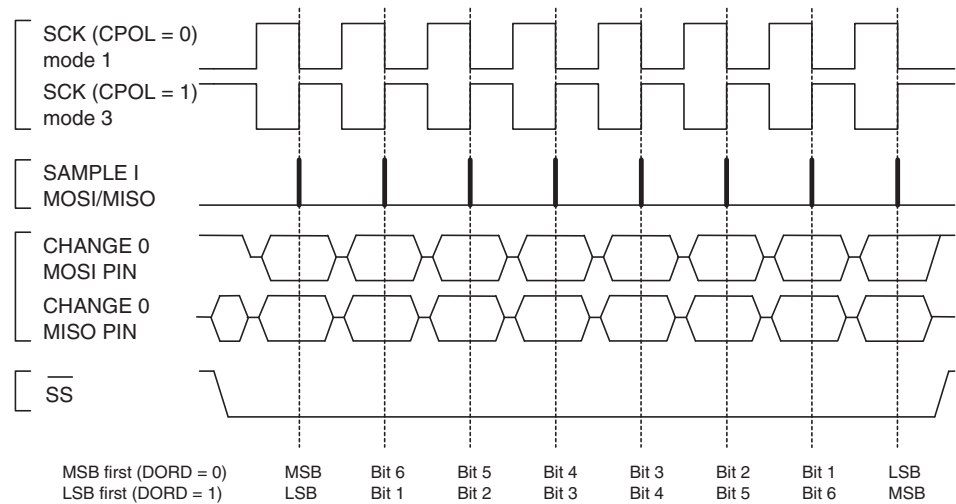 SCK (CPOL = 0)
mode 1
SCK (CPOL = 1)
mode 3
SAMPLE I
MOSI/MISO
CHANGE 0
MOSI PIN
CHANGE 0
MISO PIN
SS
MSB first (DORD = 0) MSB Bit 6 Bit 5 Bit 4 Bit 3 Bit 2 Bit 1 LSB
LSB first (DORD = 1) LSB Bit 1 Bit 2 Bit 3 Bit 4 Bit 5 Bit 6 MSB